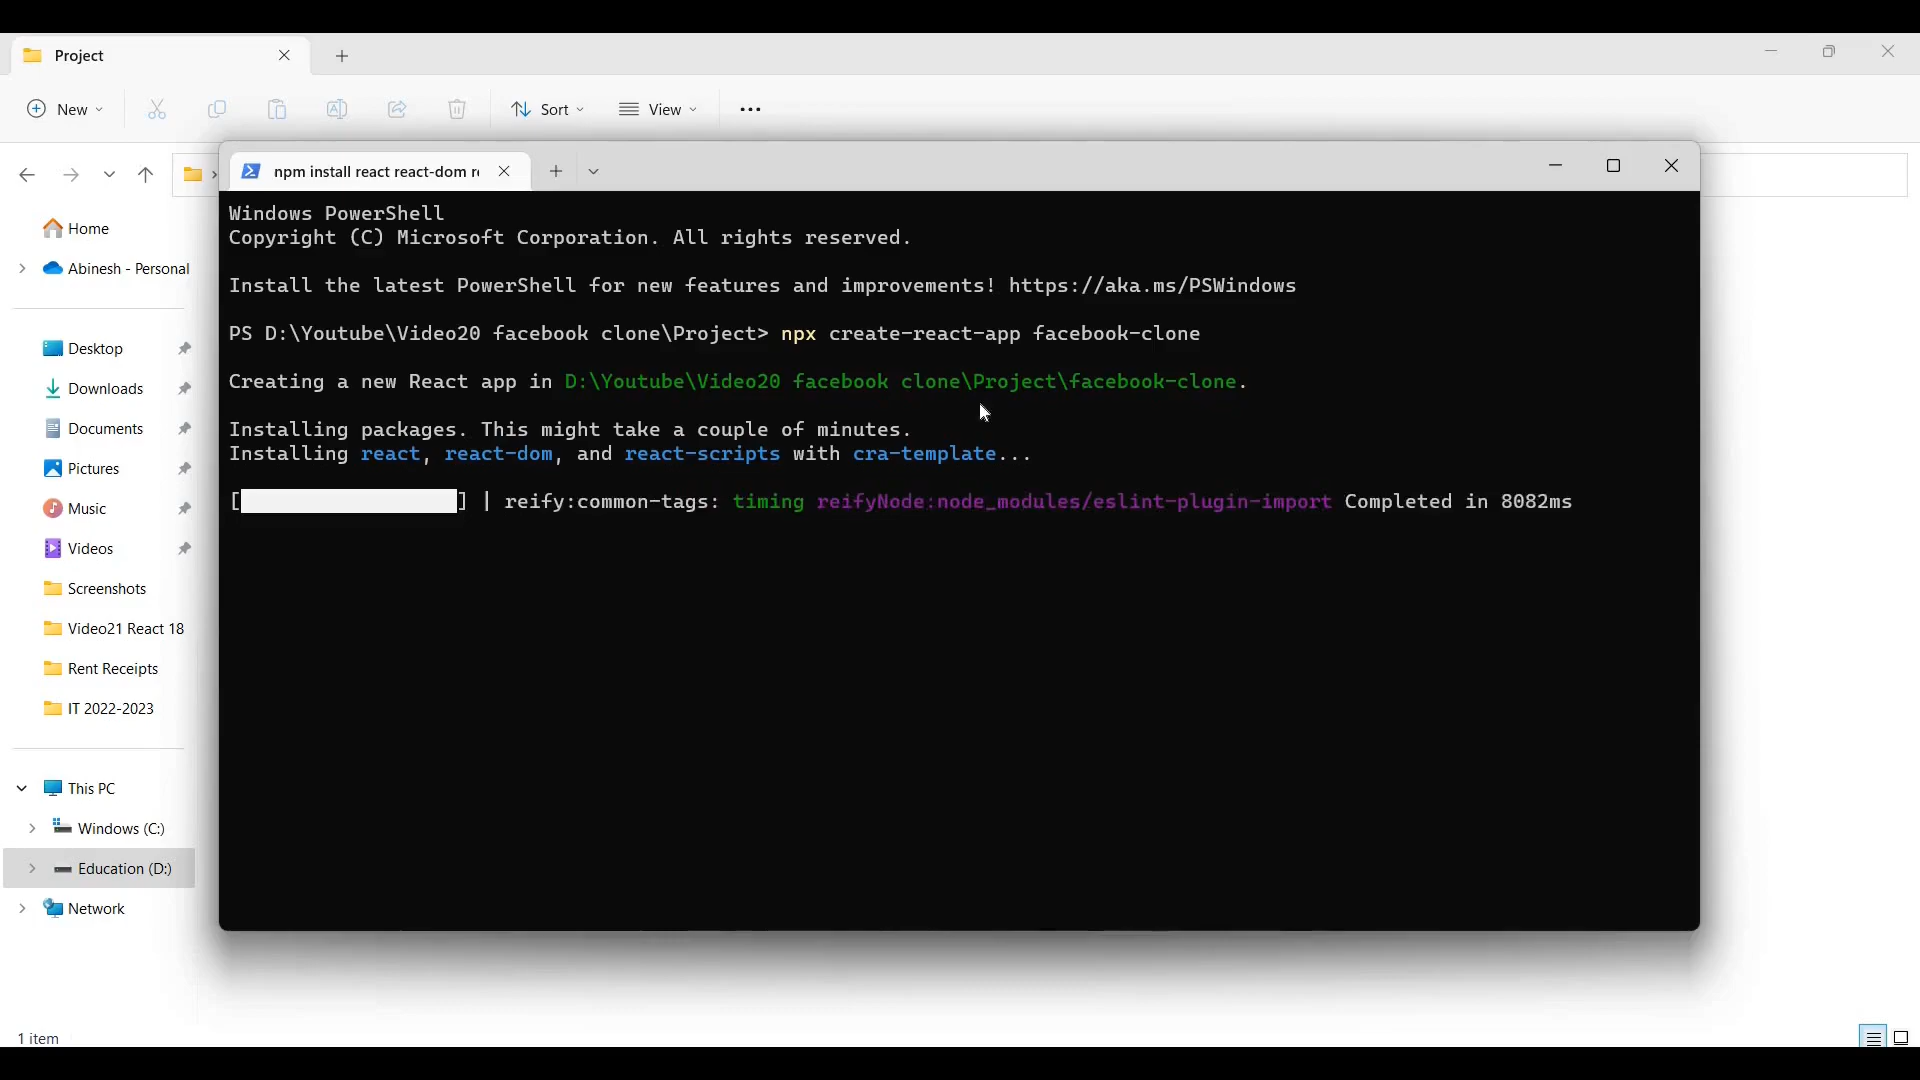 Project
New
Sort
View
npm install react react-dom r
Windows PowerShell
Copyright (C) Microsoft Corporation. All rights reserved.
Install the latest PowerShell for new features and improvements! https://aka.ms/PSWindows
PS D:\Youtube\Video20 facebook clone\Project> npx create-react-app facebook-clone
Creating a new React app in D:\Youtube\Video20 facebook clone\Project\facebook-clone.
Installing packages. This might take a couple of minutes.
Installing react, react-dom, and react-scripts with cra-template...
[ ] | reify:common-tags: timing reifyNode:node_modules/eslint-plugin-import Completed in 8082ms
Home
Abinesh - Personal
Desktop
Downloads
Documents
Pictures
Music
Videos
Screenshots
Video21 React 18
Rent Receipts
IT 2022-2023
This PC
Windows (C:)
Education (D:)
Network
1 item